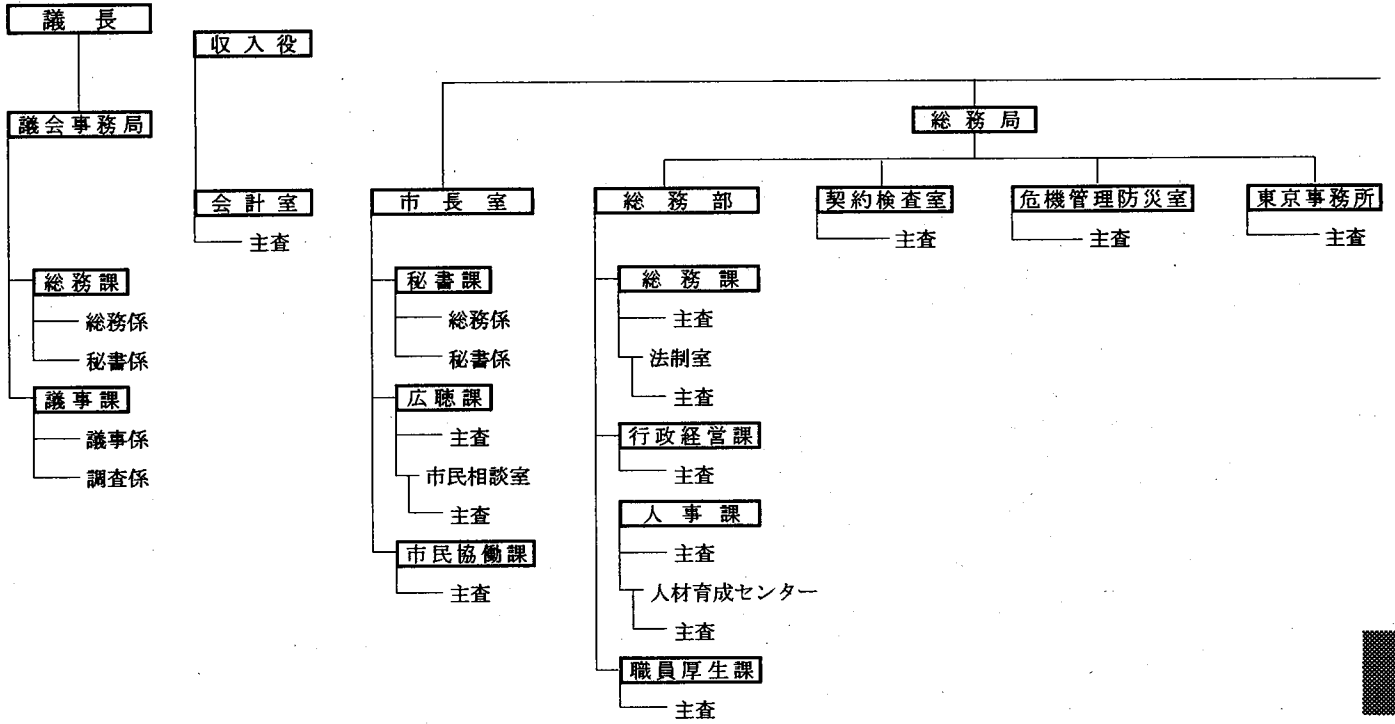 議長
議会事務局
総務課
総務係
秘書係
議事課
議事係
調査係
収入役
会計室
主査
市長室
秘書課
総務係
秘書係
広聴課
主査
市民相談室
主査
市民協働課
主査
総務局
総務部
総務課
主査
法制室
主査
行政経営課
主査
人事課
主査
人材育成センター
主査
職員厚生課
主査
契約検査室
主査
危機管理防災室
主査
東京事務所
主査